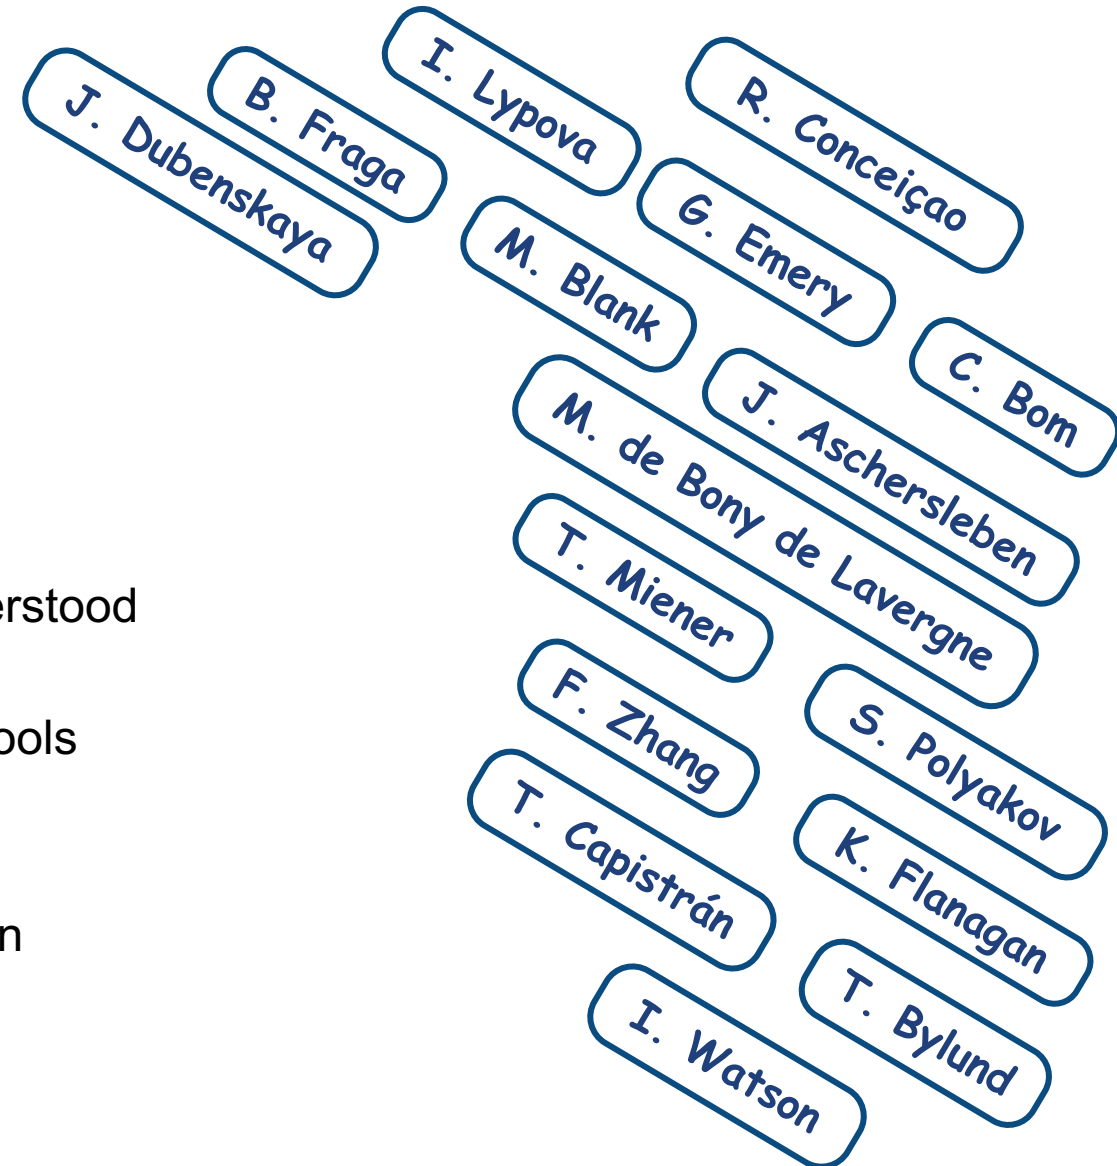 I. Lypova
R. Conceiçao
B. Fraga
J. Dubenskaya
G. Emery
M. Blank
C. Bom
J. Aschersleben
M. de Bony de Lavergne
T. Miener
erstood
F. Zhang
S. Polyakov
ools
T. Capistrán
K. Flanagan
n
T. Bylund
I. Watson